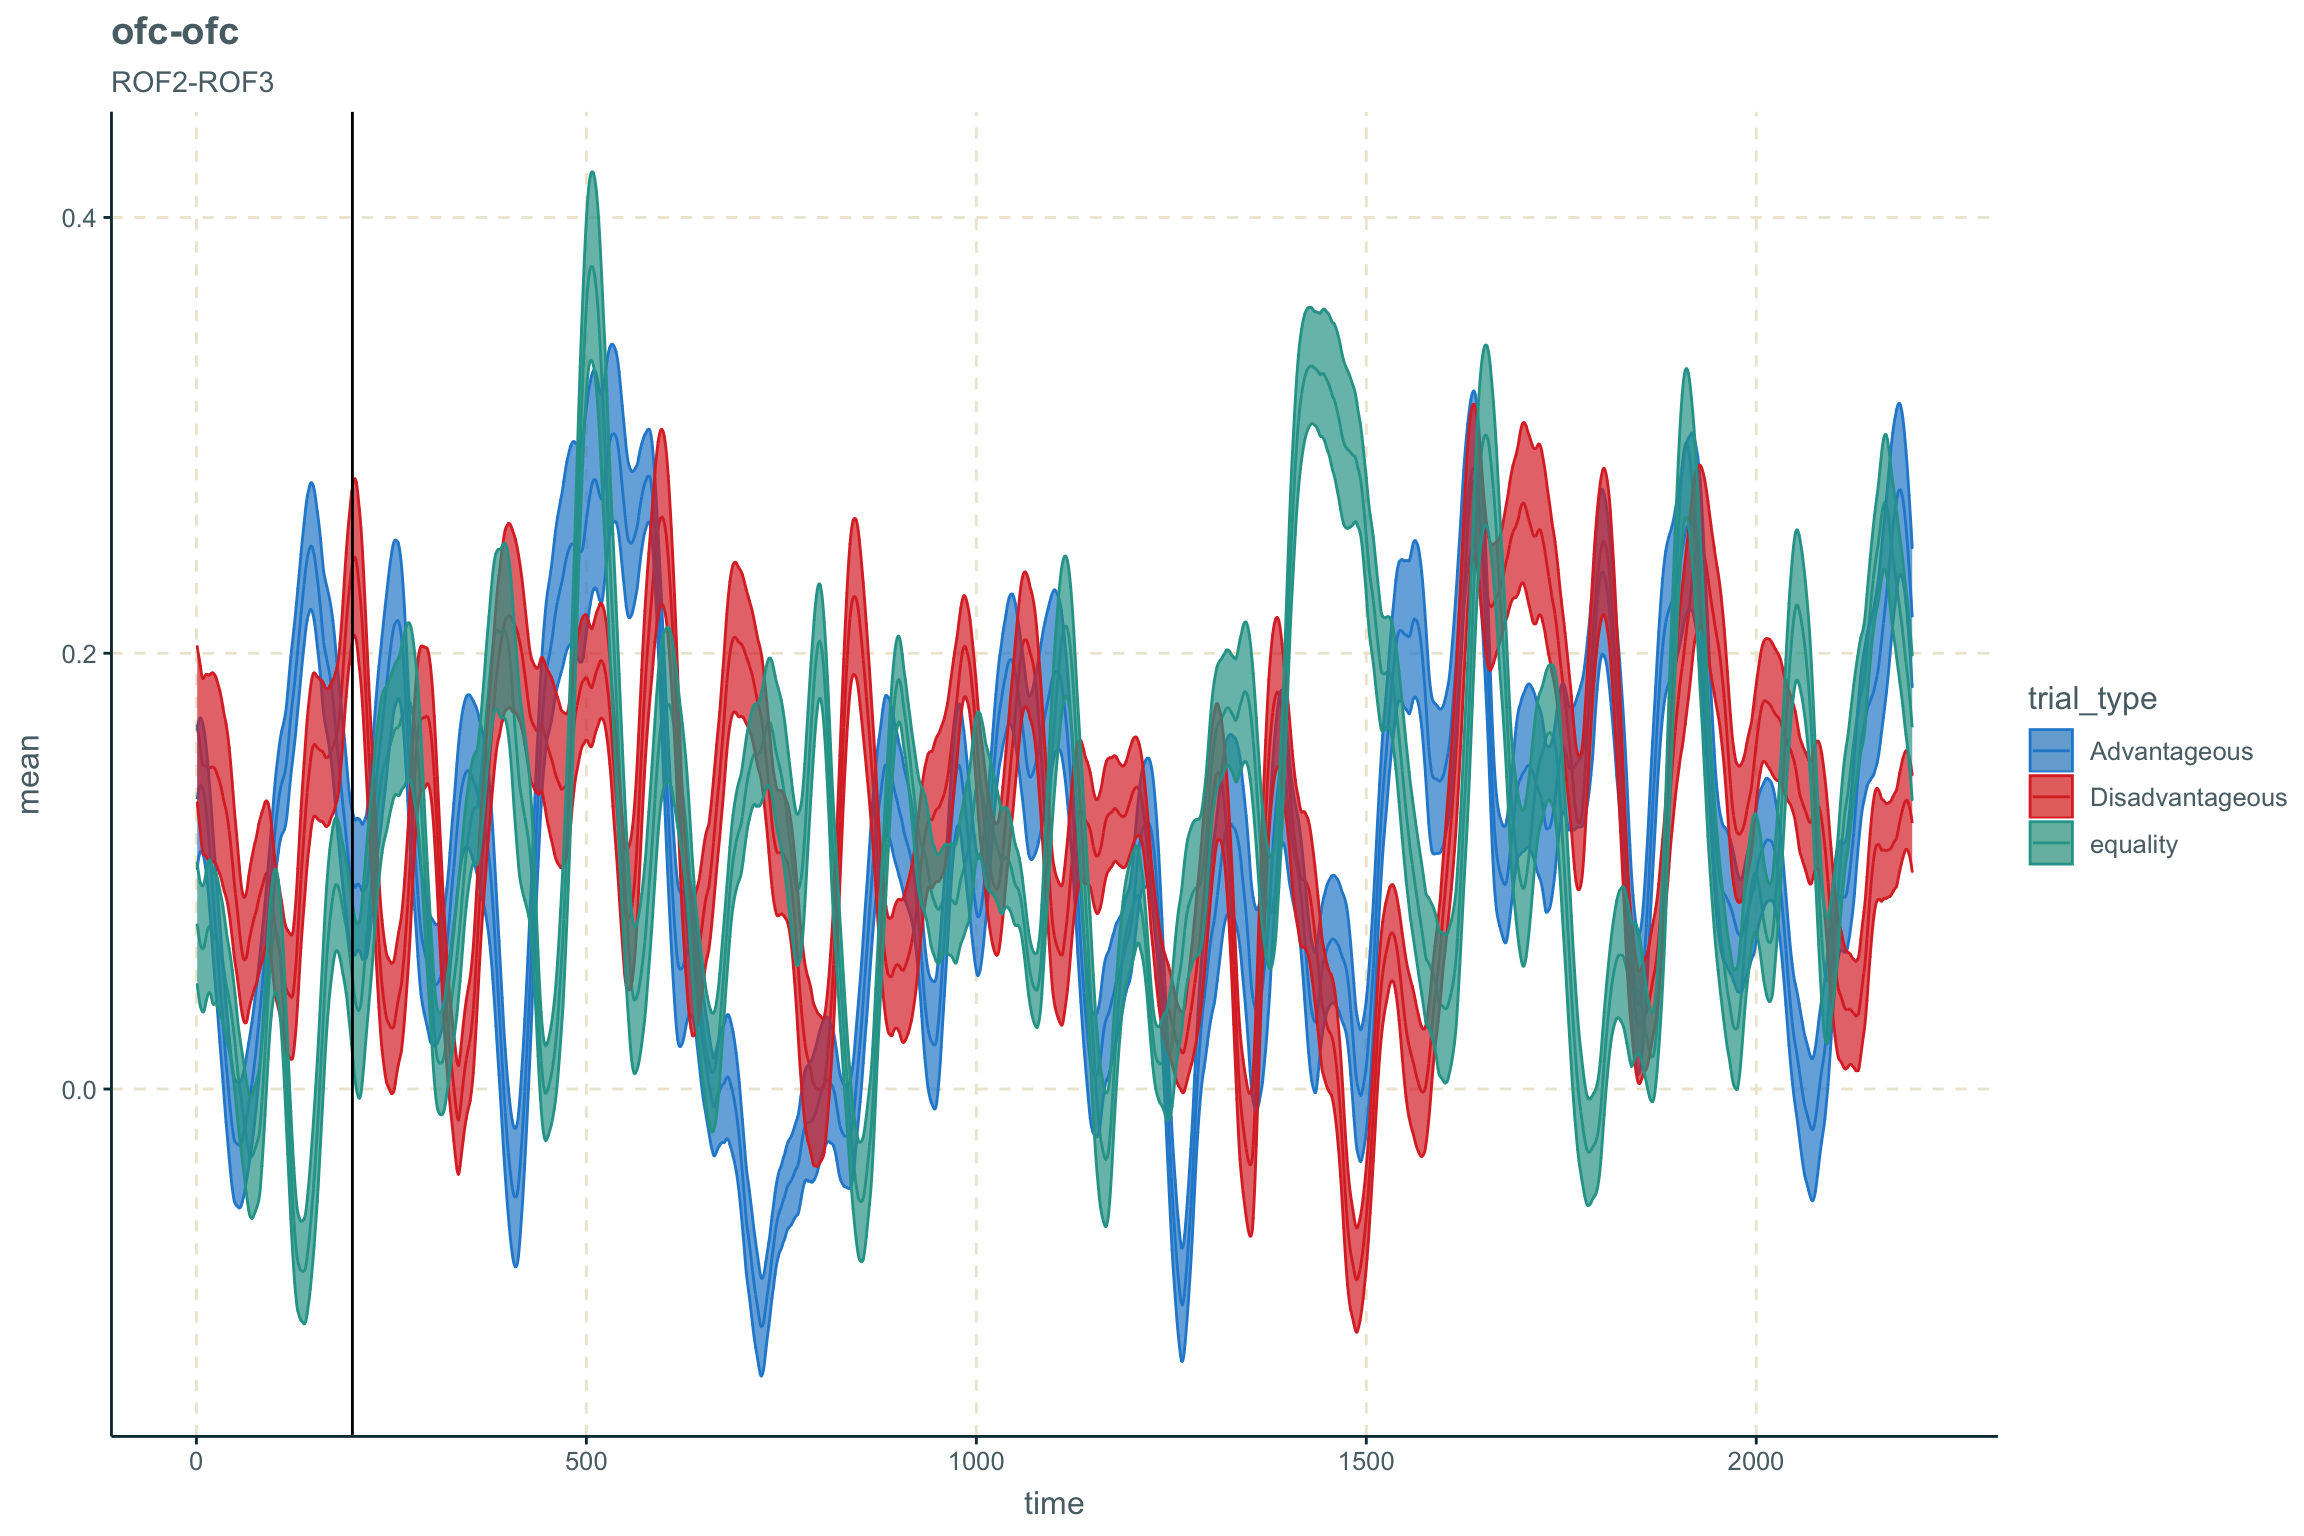 ofc-ofc
ROF2-ROF3
0.4
0.2
0.0
mean
0
500
1000
1500
2000
time
trial_type
Advantageous
Disadvantageous
equality